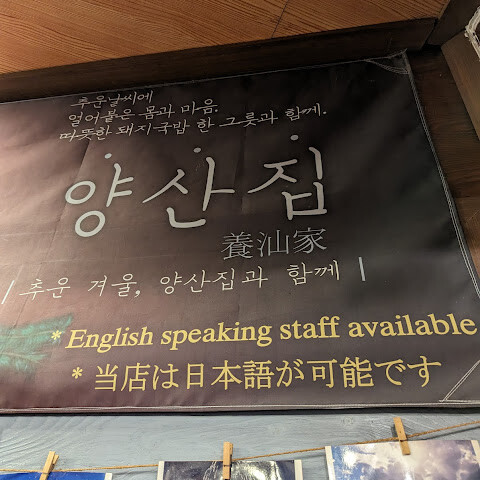 추운날씨에
얼어붙은 몸과 마음.
따뜻한 돼지국밥 한 그릇과 함께.
양산집
養汕家
| 추운 겨울, 양산집과 함께 |
* English speaking staff available
* 当店は日本語が可能です